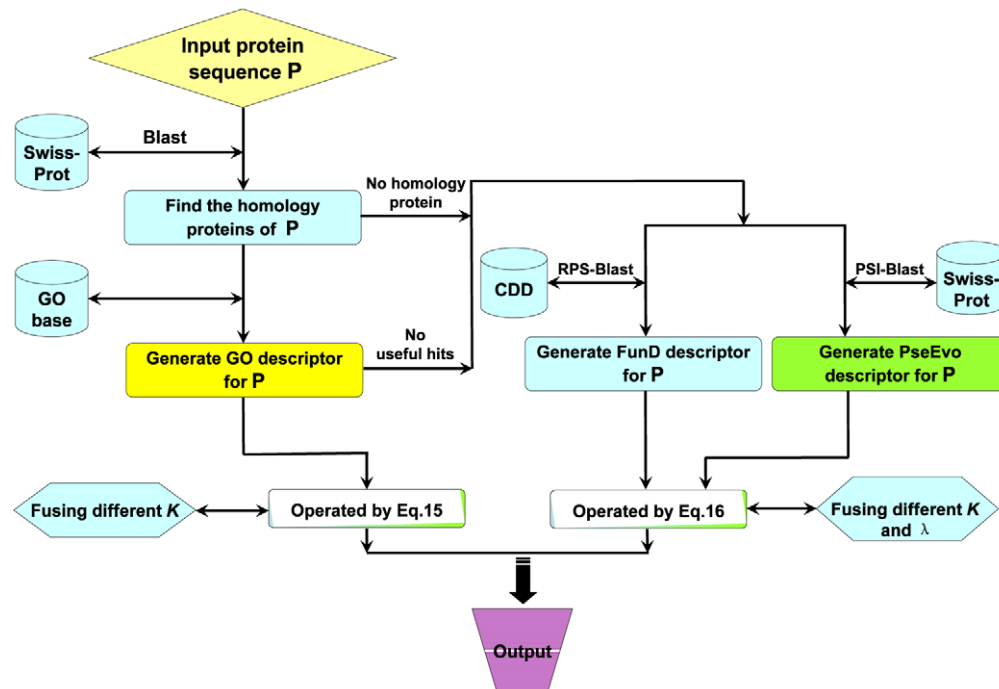 Input protein
sequence P
Swiss-
Prot
Blast
Find the homology
proteins of P
No homology
protein
GO
base
Generate GO descriptor
for P
No
useful hits
CDD
RPS-Blast
PSI-Blast
Swiss-
Prot
Generate FunD descriptor
for P
Generate PseEvo
descriptor for P
Fusing different K
Operated by Eq.15
Operated by Eq.16
Fusing different K
and λ
Output